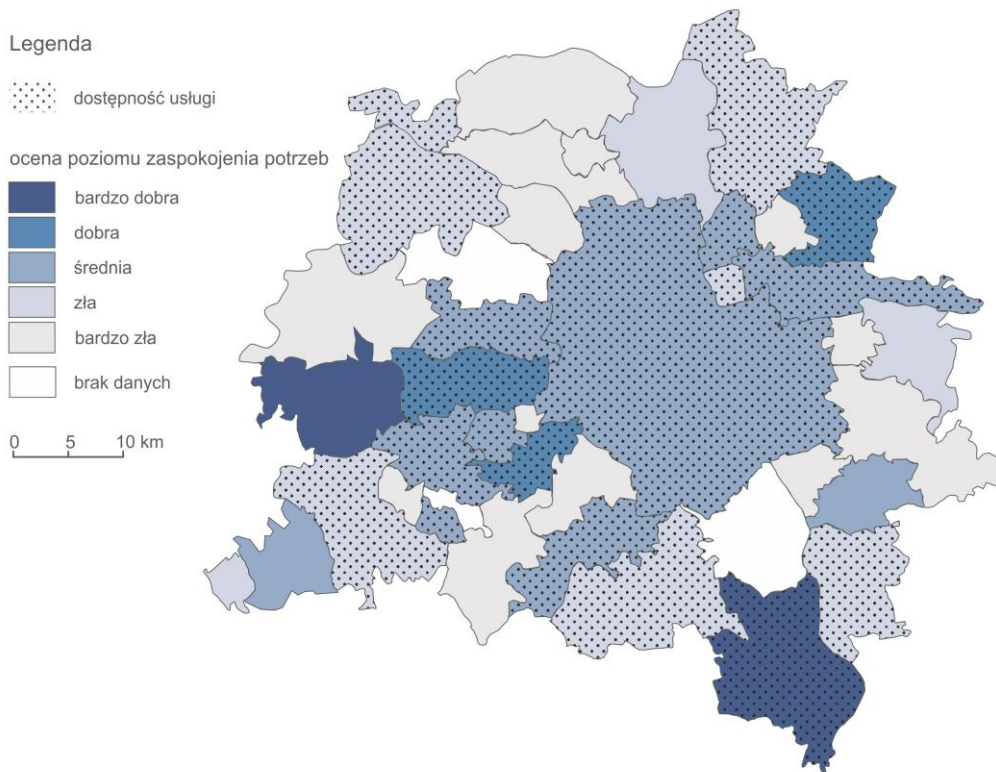 Legenda
dostępność usługi
ocena poziomu zaspokojenia potrzeb
bardzo dobra
dobra
średnia
zła
bardzo zła
brak danych
0 5 10 km